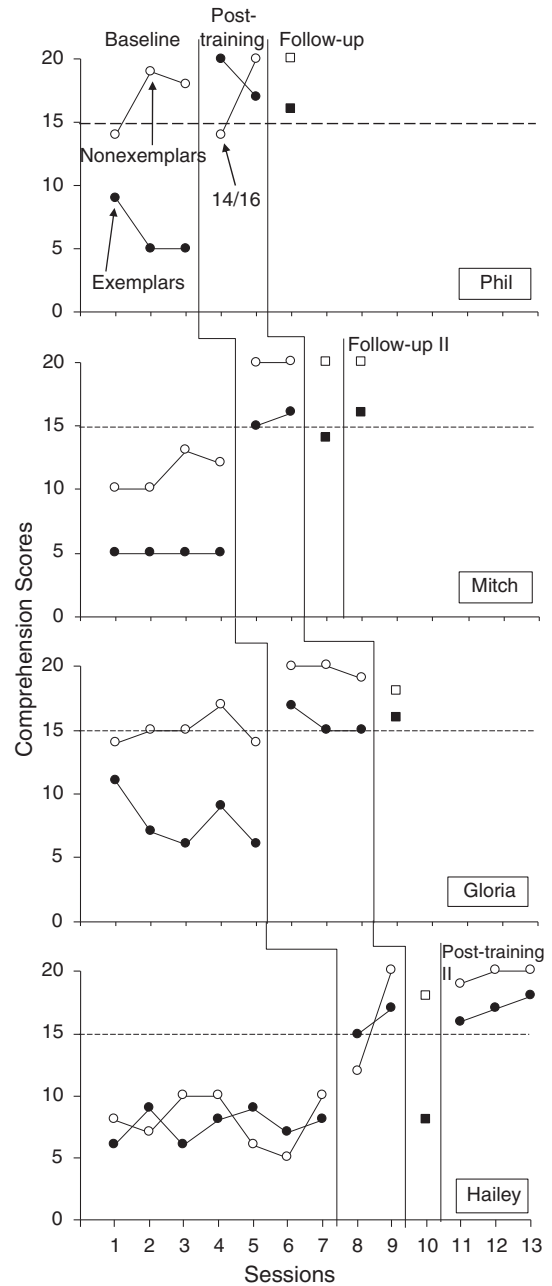 Post-
training
Baseline
Follow-up
20
15
10
5
0
Nonexemplars
14/16
Exemplars
Phil
Follow-up II
20
15
10
5
0
Mitch
Comprehension Scores
20
15
10
5
0
Gloria
Post-training
II
20
15
10
5
0
Hailey
1 2 3 4 5 6 7 8 9 10 11 12 13
Sessions